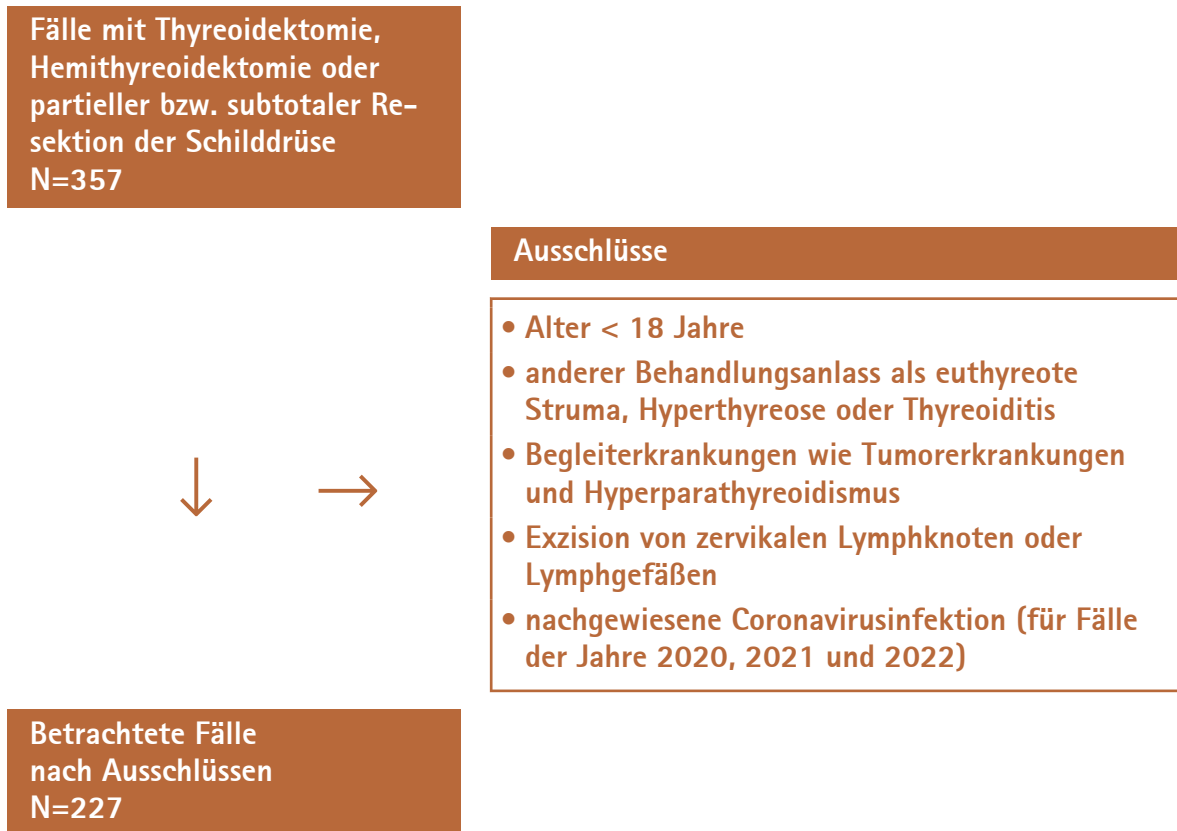 Fälle mit Thyreoidektomie,
Hemithyreoidektomie oder
partieller bzw. subtotaler Re-
sektion der Schilddrüse
N=357
Ausschlüsse
• Alter < 18 Jahre
• anderer Behandlungsanlass als euthyreote
Struma, Hyperthyreose oder Thyreoiditis
• Begleiterkrankungen wie Tumorerkrankungen
und Hyperparathyreoidismus
• Exzision von zervikalen Lymphknoten oder
Lymphgefäßen
• nachgewiesene Coronavirusinfektion (für Fälle
der Jahre 2020, 2021 und 2022)
Betrachtete Fälle
nach Ausschlüssen
N=227